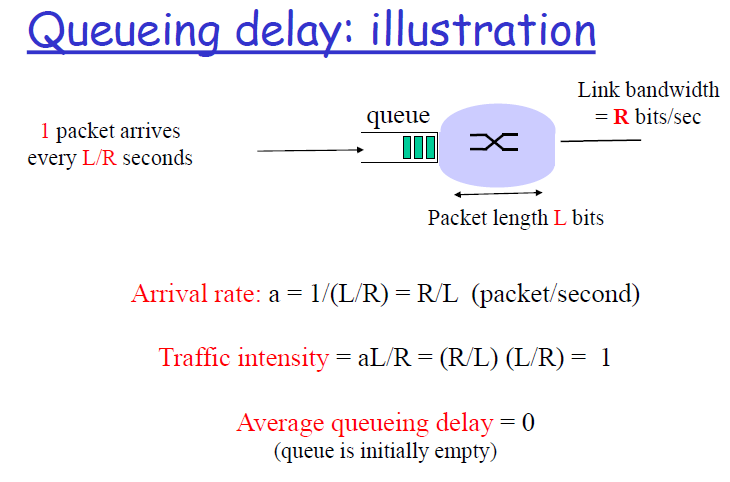 Queueing delay: illustration
Link bandwidth
= R bits/sec
queue
1 packet arrives
every L/R seconds
Packet length L bits
Arrival rate: a = 1/(L/R) = R/L (packet/second)
Traffic intensity = aL/R = (R/L) (L/R) = 1
Average queueing delay = 0
(queue is initially empty)